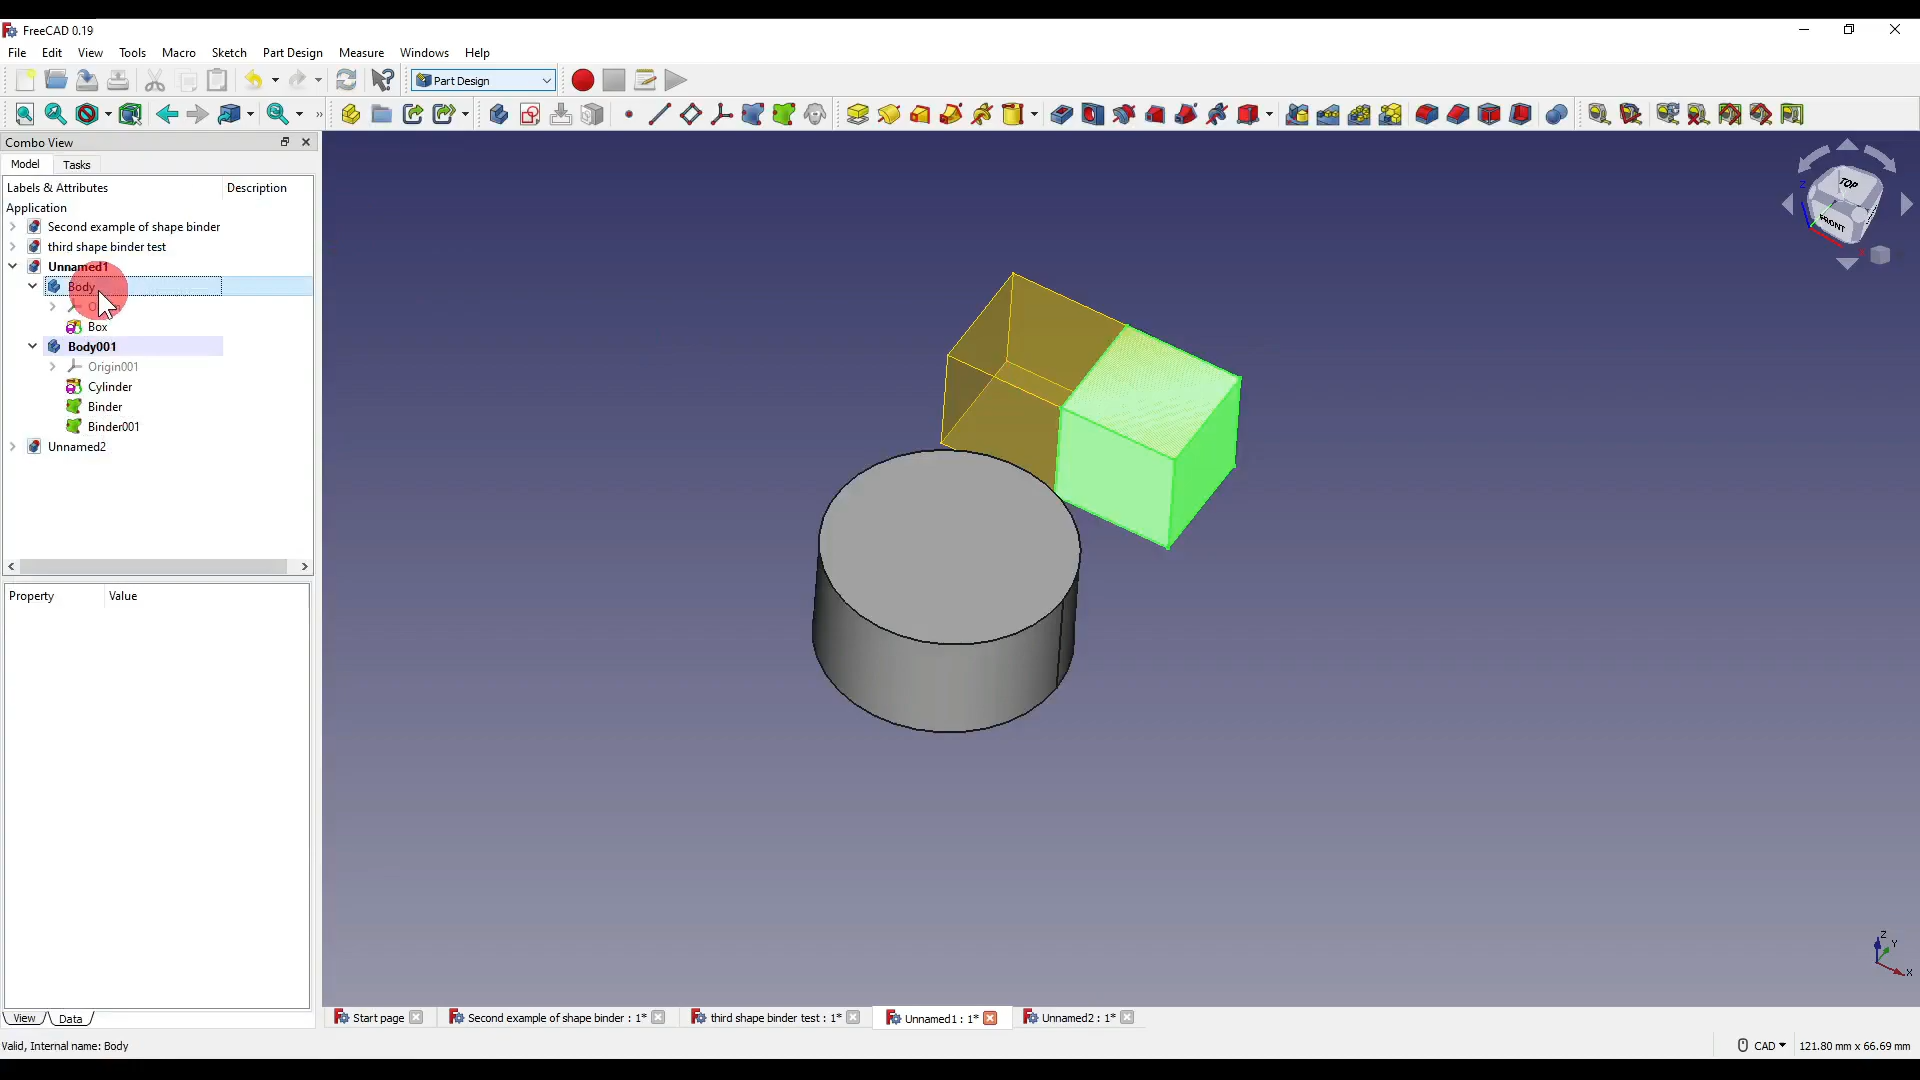 FreeCAD 0.19
File Edit View Tools Macro Sketch Part Design Measure Windows Help
Part Design
Combo View
Model Tasks
Labels & Attributes Description
Application
Second example of shape binder
third shape binder test
Unnamed1
Body
Box
Body001
Origin001
Cylinder
Binder
Binder001
Unnamed2
Property Value
TOP
FRONT
Z
Z
Y
X
View Data
Start page Second example of shape binder : 1* third shape binder test : 1* Unnamed1 : 1* Unnamed2 : 1*
Valid, Internal name: Body CAD 121.80 mm x 66.69 mm